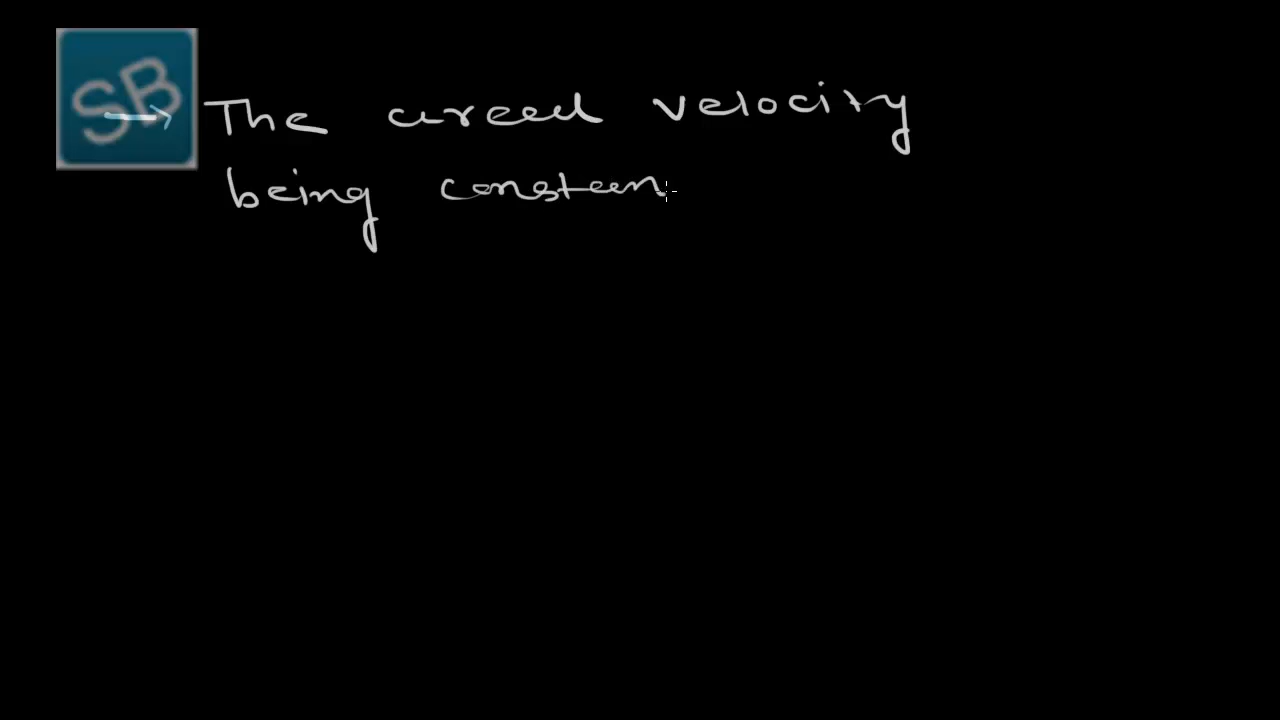 SB
→ The areal velocity
being constan